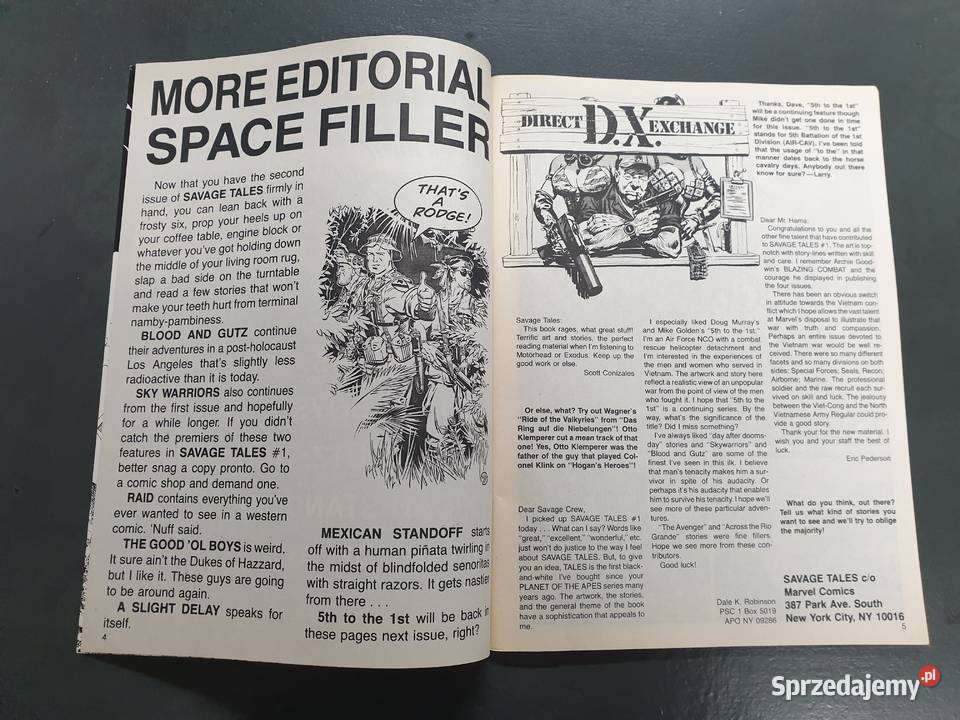 MORE EDITORIAL
SPACE FILLER
Now that you have the second
issue of SAVAGE TALES firmly in
hand, you can lean back with a
frosty six, prop your heels up on
your coffee table, engine block or
whatever you've got holding down
the middle of your living room rug,
slap a bad side on the turntable
and read a few stories that won't
make your teeth hurt from terminal
namby-pambiness.
BLOOD AND GUTZ continue
their adventures in a post-holocaust
Los Angeles that's slightly less
radioactive than it is today.
SKY WARRIORS also continues
from the first issue and hopefully
for a while longer. If you didn't
catch the premiers of these two
features in SAVAGE TALES #1,
better snag a copy pronto. Go to
a comic shop and demand one.
RAID contains everything you've
ever wanted to see in a western
comic. 'Nuff said.
THE GOOD 'OL BOYS is weird.
It sure ain't the Dukes of Hazzard,
but I like it. These guys are going
to be around again.
A SLIGHT DELAY speaks for
itself.
4
THAT'S
A
RODGE!
MEXICAN STANDOFF starts
off with a human piñata twirling in
the midst of blindfolded senoritas
with straight razors. It gets nastier
from there . . .
5th to the 1st will be back in
these pages next issue, right?
DIRECT D.X. EXCHANGE
Savage Tales:
This book rages, what great stuff!
Terrific art and stories, the perfect
reading material when I'm listening to
Motorhead or Exodus. Keep up the
good work or else.
Scott Conizales
Or else, what? Try out Wagner's
"Ride of the Valkyries" from "Das
Ring auf die Niebelungen"! Otto
Klemperer cut a mean track of that
one! Yes, Otto Klemperer was the
father of the guy that played Col-
onel Klink on "Hogan's Heroes"!
Dear Savage Crew,
I picked up SAVAGE TALES #1
today . . . What can I say? Words like
"great," "excellent," "wonderful," etc.
just won't do justice to the way I feel
about SAVAGE TALES. But, to give
you an idea, TALES is the first black-
and-white I've bought since your
PLANET OF THE APES series many
years ago. The artwork, the stories,
and the general theme of the book
have a sophistication that appeals to
me.
I especially liked Doug Murray's
and Mike Golden's "5th to the 1st."
I'm an Air Force NCO with a combat
rescue helicopter detachment and
I'm interested in the experiences of
the men and women who served in
Vietnam. The artwork and story here
reflect a realistic view of an unpopular
war from the point of view of the men
who fought it. I hope that "5th to the
1st" is a continuing series. By the
way, what's the significance of the
title? Did I miss something?
I've always liked "day after dooms-
day" stories and "Skywarriors" and
"Blood and Gutz" are some of the
finest I've seen in this ilk. I believe
that man's tenacity makes him a sur-
vivor in spite of his audacity. Or
perhaps it's his audacity that enables
him to survive his tenacity. I hope we'll
see more of these particular adven-
tures.
"The Avenger" and "Across the Rio
Grande" stories were fine fillers.
Hope we see more from these con-
tributors.
Good luck!
Dale K. Robinson
PSC 1 Box 5019
APO NY 09286
Thanks, Dave, "5th to the 1st"
will be a continuing feature though
Mike didn't get one done in time
for this issue. "5th to the 1st"
stands for 5th Battalion of the 1st
Division (AIR-CAV). I've been told
that the usage of "to the" in that
manner dates back to the horse
cavalry days. Anybody out there
know for sure?—Larry.
Dear Mr. Hama:
Congratulations to you and all the
other fine talent that have contributed
to SAVAGE TALES #1. The art is top-
notch with story-lines written with skill
and care. I remember Archie Good-
win's BLAZING COMBAT and the
courage he displayed in publishing
the four issues.
There has been an obvious switch
in attitude towards the Vietnam con-
flict which I hope allows the vast talent
at Marvel's disposal to illustrate that
war with truth and compassion.
Perhaps an entire issue devoted to
the Vietnam war would be well re-
ceived. There were so many different
facets and so many divisions on both
sides: Special Forces; Seals, Recon;
Airborne; Marine. The professional
soldier and the raw recruit each sur-
vived on skill and luck. The jealousy
between the Viet-Cong and the North
Vietnamese Army Regular could pro-
vide a good story.
Thank your for the new material. I
wish you and your staff the best of
luck.
Eric Pederson
What do you think, out there?
Tell us what kind of stories you
want to see and we'll try to oblige
the majority!
SAVAGE TALES c/o
Marvel Comics
387 Park Ave. South
New York City, NY 10016
5
Sprzedajemy.pl